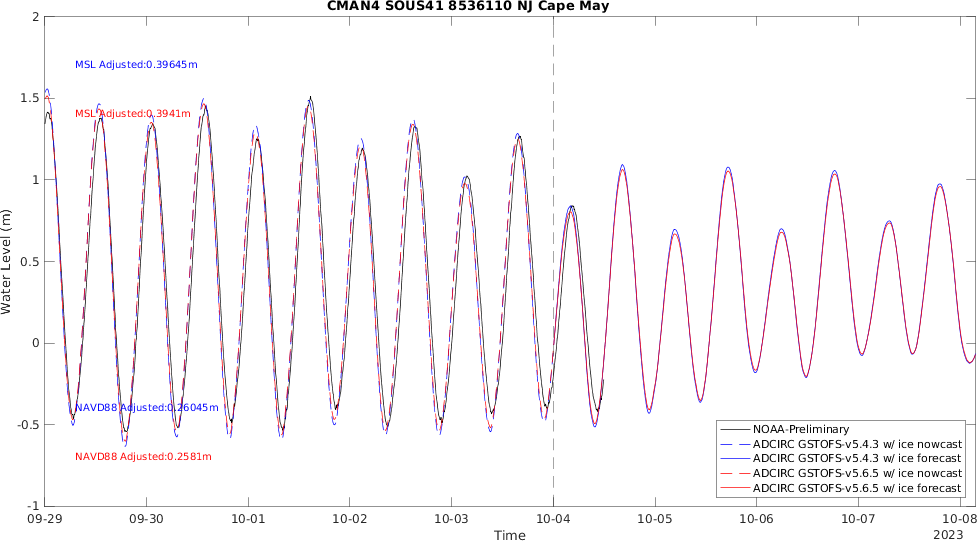 CMAN4 SOUS41 8536110 NJ Cape May
2
1.5
1
0.5
0
-0.5
-1
Water Level (m)
MSL Adjusted:0.39645m
MSL Adjusted:0.3941m
NAVD88 Adjusted:0.26045m
NAVD88 Adjusted:0.2581m
NOAA-Preliminary
ADCIRC GSTOFS-v5.4.3 w/ ice nowcast
ADCIRC GSTOFS-v5.4.3 w/ ice forecast
ADCIRC GSTOFS-v5.6.5 w/ ice nowcast
ADCIRC GSTOFS-v5.6.5 w/ ice forecast
09-29 09-30 10-01 10-02 10-03 10-04 10-05 10-06 10-07 10-08
Time
2023